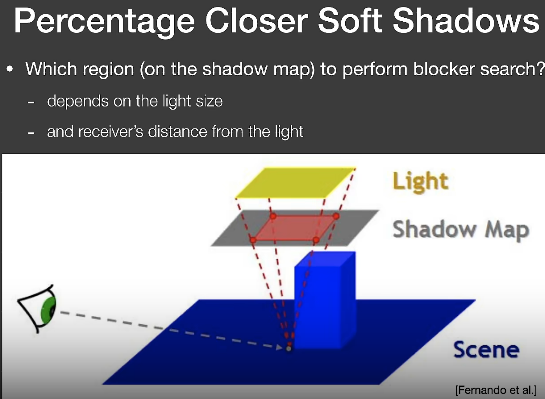 Percentage Closer Soft Shadows
• Which region (on the shadow map) to perform blocker search?
- depends on the light size
- and receiver's distance from the light
Light
Shadow Map
Scene
[Fernando et al.]